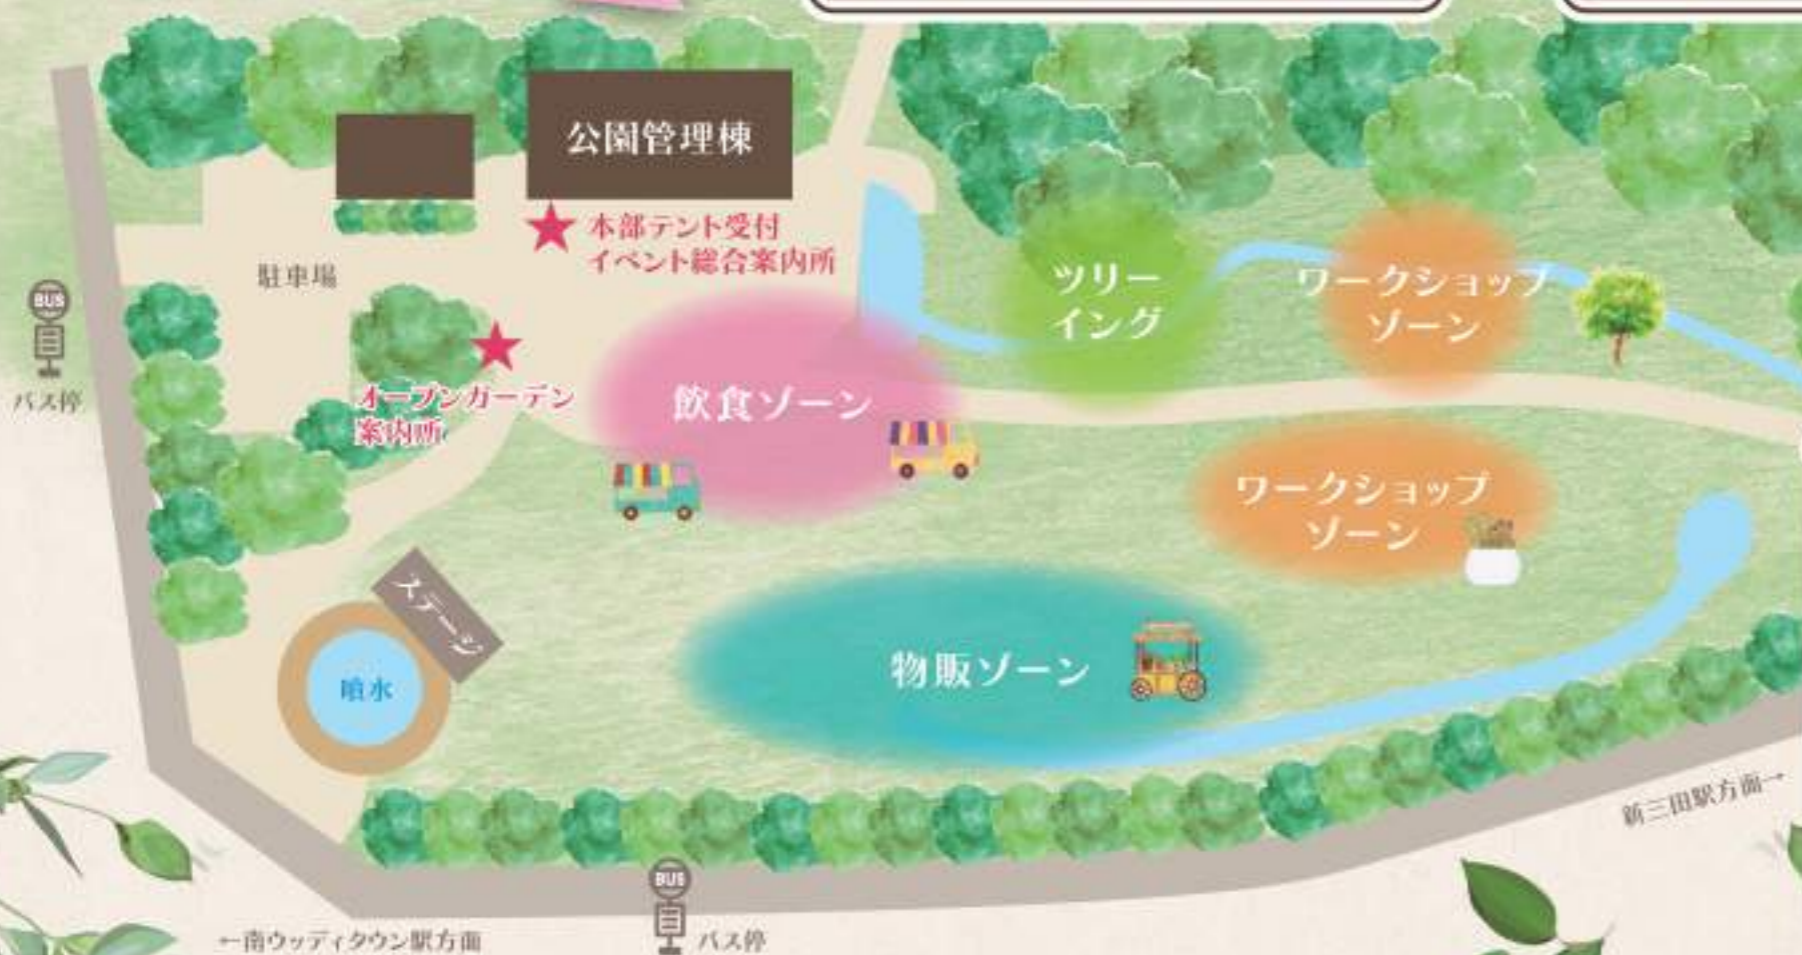 公園管理棟
本部テント受付
イベント総合案内所
駐車場
BUS
バス停
オープンガーデン
案内所
飲食ゾーン
ツリー
イング
ワークショップ
ゾーン
ワークショップ
ゾーン
ステージ
噴水
物販ゾーン
新三田駅方面→
BUS
バス停
←南ウッディタウン駅方面